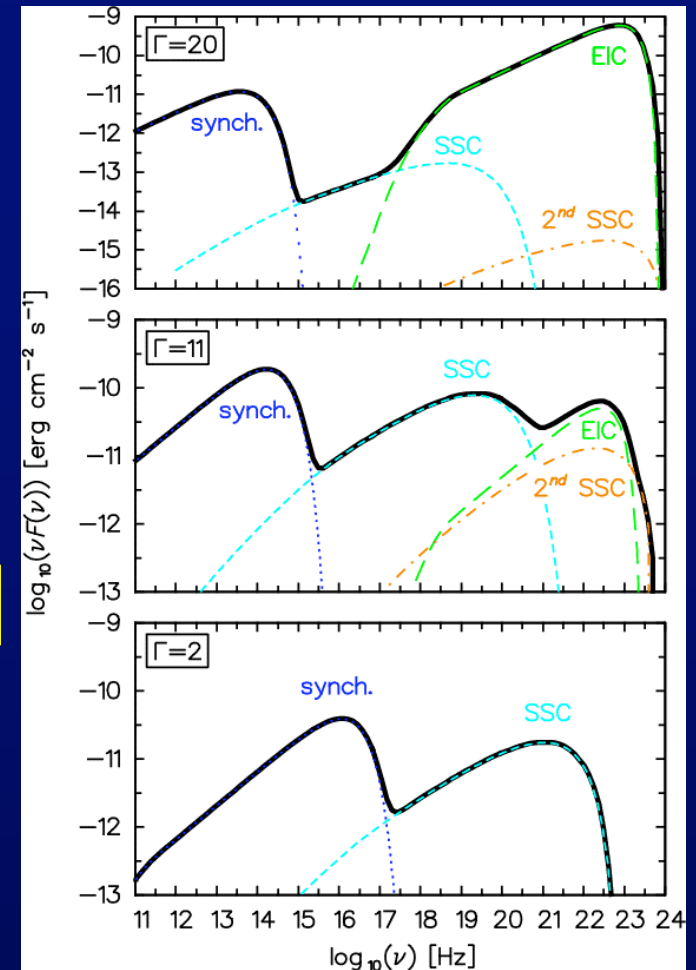 −9
Γ=20
−10
EIC
−11
synch.
−12
SSC
−13
−14
2nd SSC
−15
−16
−9
Γ=11
−10
SSC
synch.
−11
EIC
2nd SSC
−12
−13
log10(νF(ν)) [erg cm−2 s−1]
−9
Γ=2
synch.
−10
SSC
−11
−12
−13
11 12 13 14 15 16 17 18 19 20 21 22 23 24
log10(ν) [Hz]